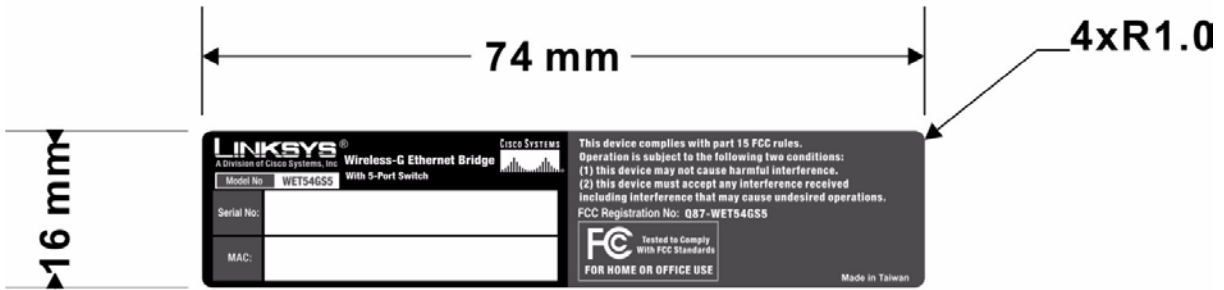 74 mm
4xR1.0
16 mm
LINKSYS®
A Division of Cisco Systems, Inc
Wireless-G Ethernet Bridge
With 5-Port Switch
CISCO SYSTEMS
®
Model No WET54GS5
Serial No:
MAC:
This device complies with part 15 FCC rules.
Operation is subject to the following two conditions:
(1) this device may not cause harmful interference.
(2) this device must accept any interference received
including interference that may cause undesired operations.
FCC Registration No: Q87-WET54GS5
FC Tested to Comply
With FCC Standards
FOR HOME OR OFFICE USE
Made in Taiwan